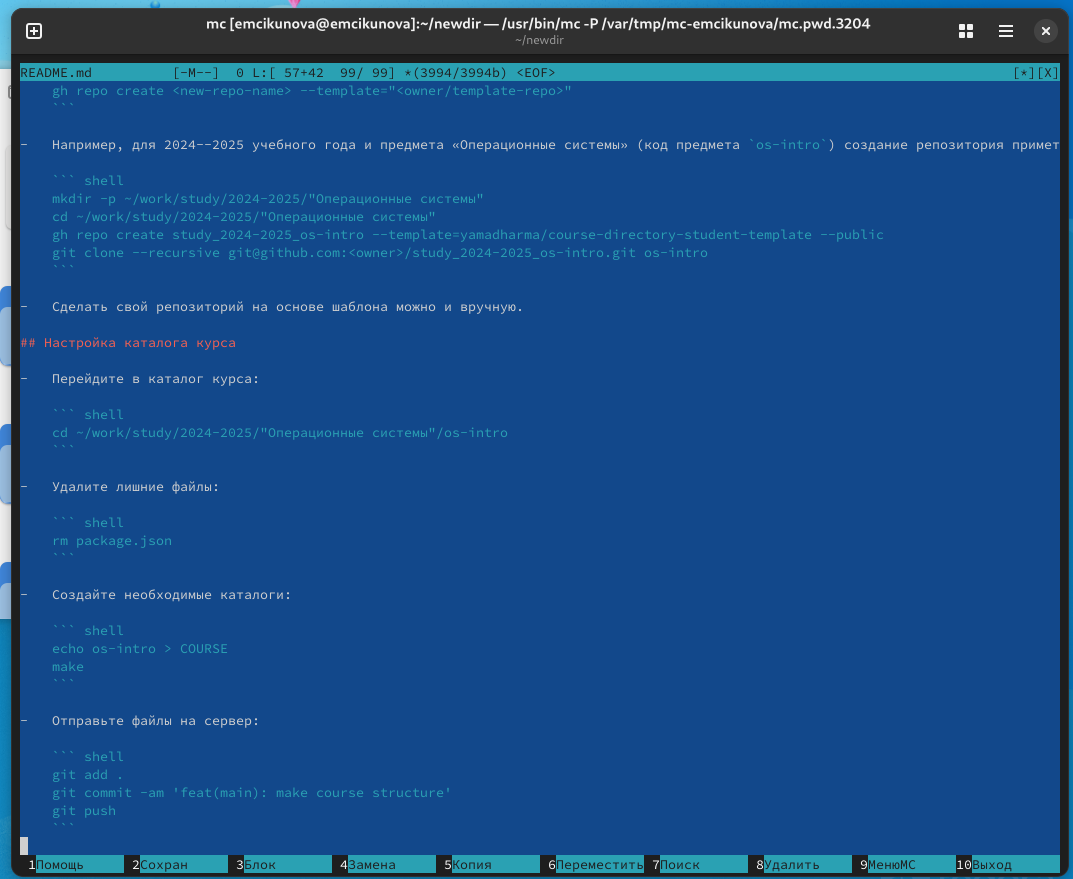 mc [emcikunova@emcikunova]:~/newdir — /usr/bin/mc -P /var/tmp/mc-emcikunova/mc.pwd.3204
~/newdir
README.md [-M--] 0 L:[ 57+42 99/ 99] *(3994/3994b) <EOF> [*][X]
gh repo create <new-repo-name> --template="<owner/template-repo>"
```
- Например, для 2024--2025 учебного года и предмета «Операционные системы» (код предмета `os-intro`) создание репозитория примет
``` shell
mkdir -p ~/work/study/2024-2025/"Операционные системы"
cd ~/work/study/2024-2025/"Операционные системы"
gh repo create study_2024-2025_os-intro --template=yamadharma/course-directory-student-template --public
git clone --recursive git@github.com:<owner>/study_2024-2025_os-intro.git os-intro
```
- Сделать свой репозиторий на основе шаблона можно и вручную.
## Настройка каталога курса
- Перейдите в каталог курса:
``` shell
cd ~/work/study/2024-2025/"Операционные системы"/os-intro
```
- Удалите лишние файлы:
``` shell
rm package.json
```
- Создайте необходимые каталоги:
``` shell
echo os-intro > COURSE
make
```
- Отправьте файлы на сервер:
``` shell
git add .
git commit -am 'feat(main): make course structure'
git push
```
1Помощь 2Сохран 3Блок 4Замена 5Копия 6Переместить 7Поиск 8Удалить 9МенюМС 10Выход